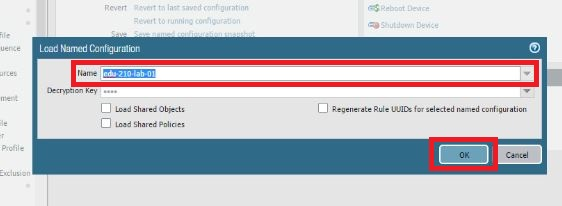 Revert Revert to last saved configuration
Reboot Device
Revert to running configuration
Shutdown Device
Save Save named configuration snapshot
Load Named Configuration
Name edu-210-lab-01
Decryption Key ••••
Load Shared Objects
Regenerate Rule UUIDs for selected named configuration
Load Shared Policies
OK
Cancel
Profile
Exclusion